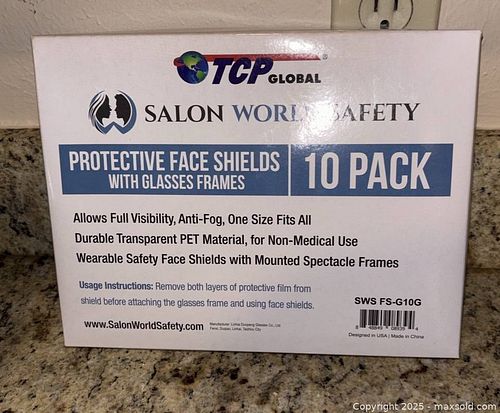 TCP GLOBAL®
SALON WORLD SAFETY
PROTECTIVE FACE SHIELDS
WITH GLASSES FRAMES
10 PACK
Allows Full Visibility, Anti-Fog, One Size Fits All
Durable Transparent PET Material, for Non-Medical Use
Wearable Safety Face Shields with Mounted Spectacle Frames
Usage Instructions: Remove both layers of protective film from
shield before attaching the glasses frame and using face shields.
SWS FS-G10G
www.SalonWorldSafety.com
Designed in USA | Made in China
Copyright 2025 - maxsold.com